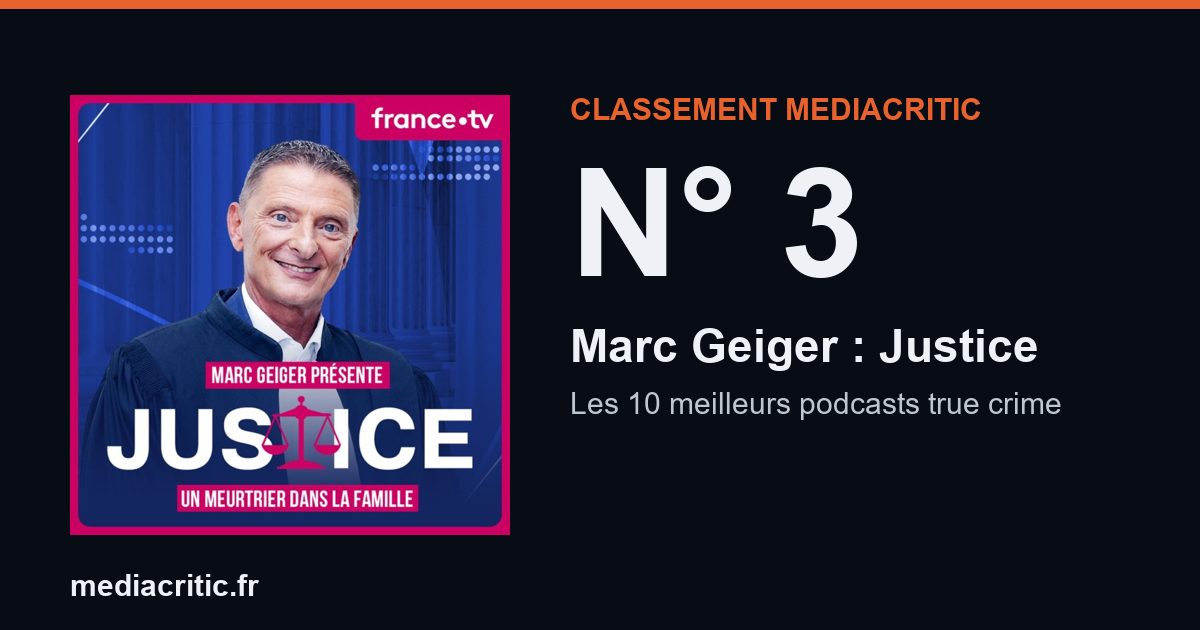 france•tv
MARC GEIGER PRÉSENTE
JUSTICE
UN MEURTRIER DANS LA FAMILLE
CLASSEMENT MEDIACRITIC
N° 3
Marc Geiger : Justice
Les 10 meilleurs podcasts true crime
mediacritic.fr